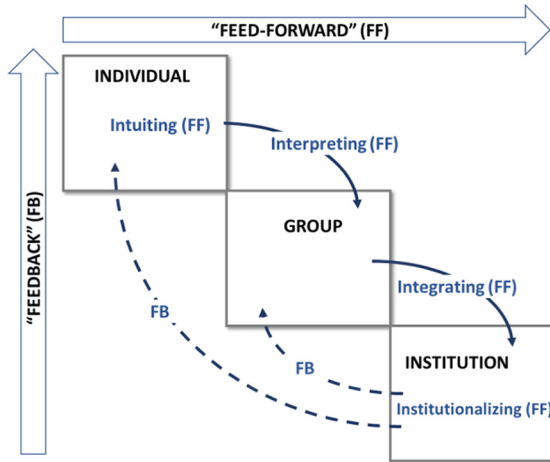 “FEED-FORWARD” (FF)
“FEEDBACK” (FB)
INDIVIDUAL
Intuiting (FF)
Interpreting (FF)
GROUP
Integrating (FF)
FB
FB
INSTITUTION
Institutionalizing (FF)